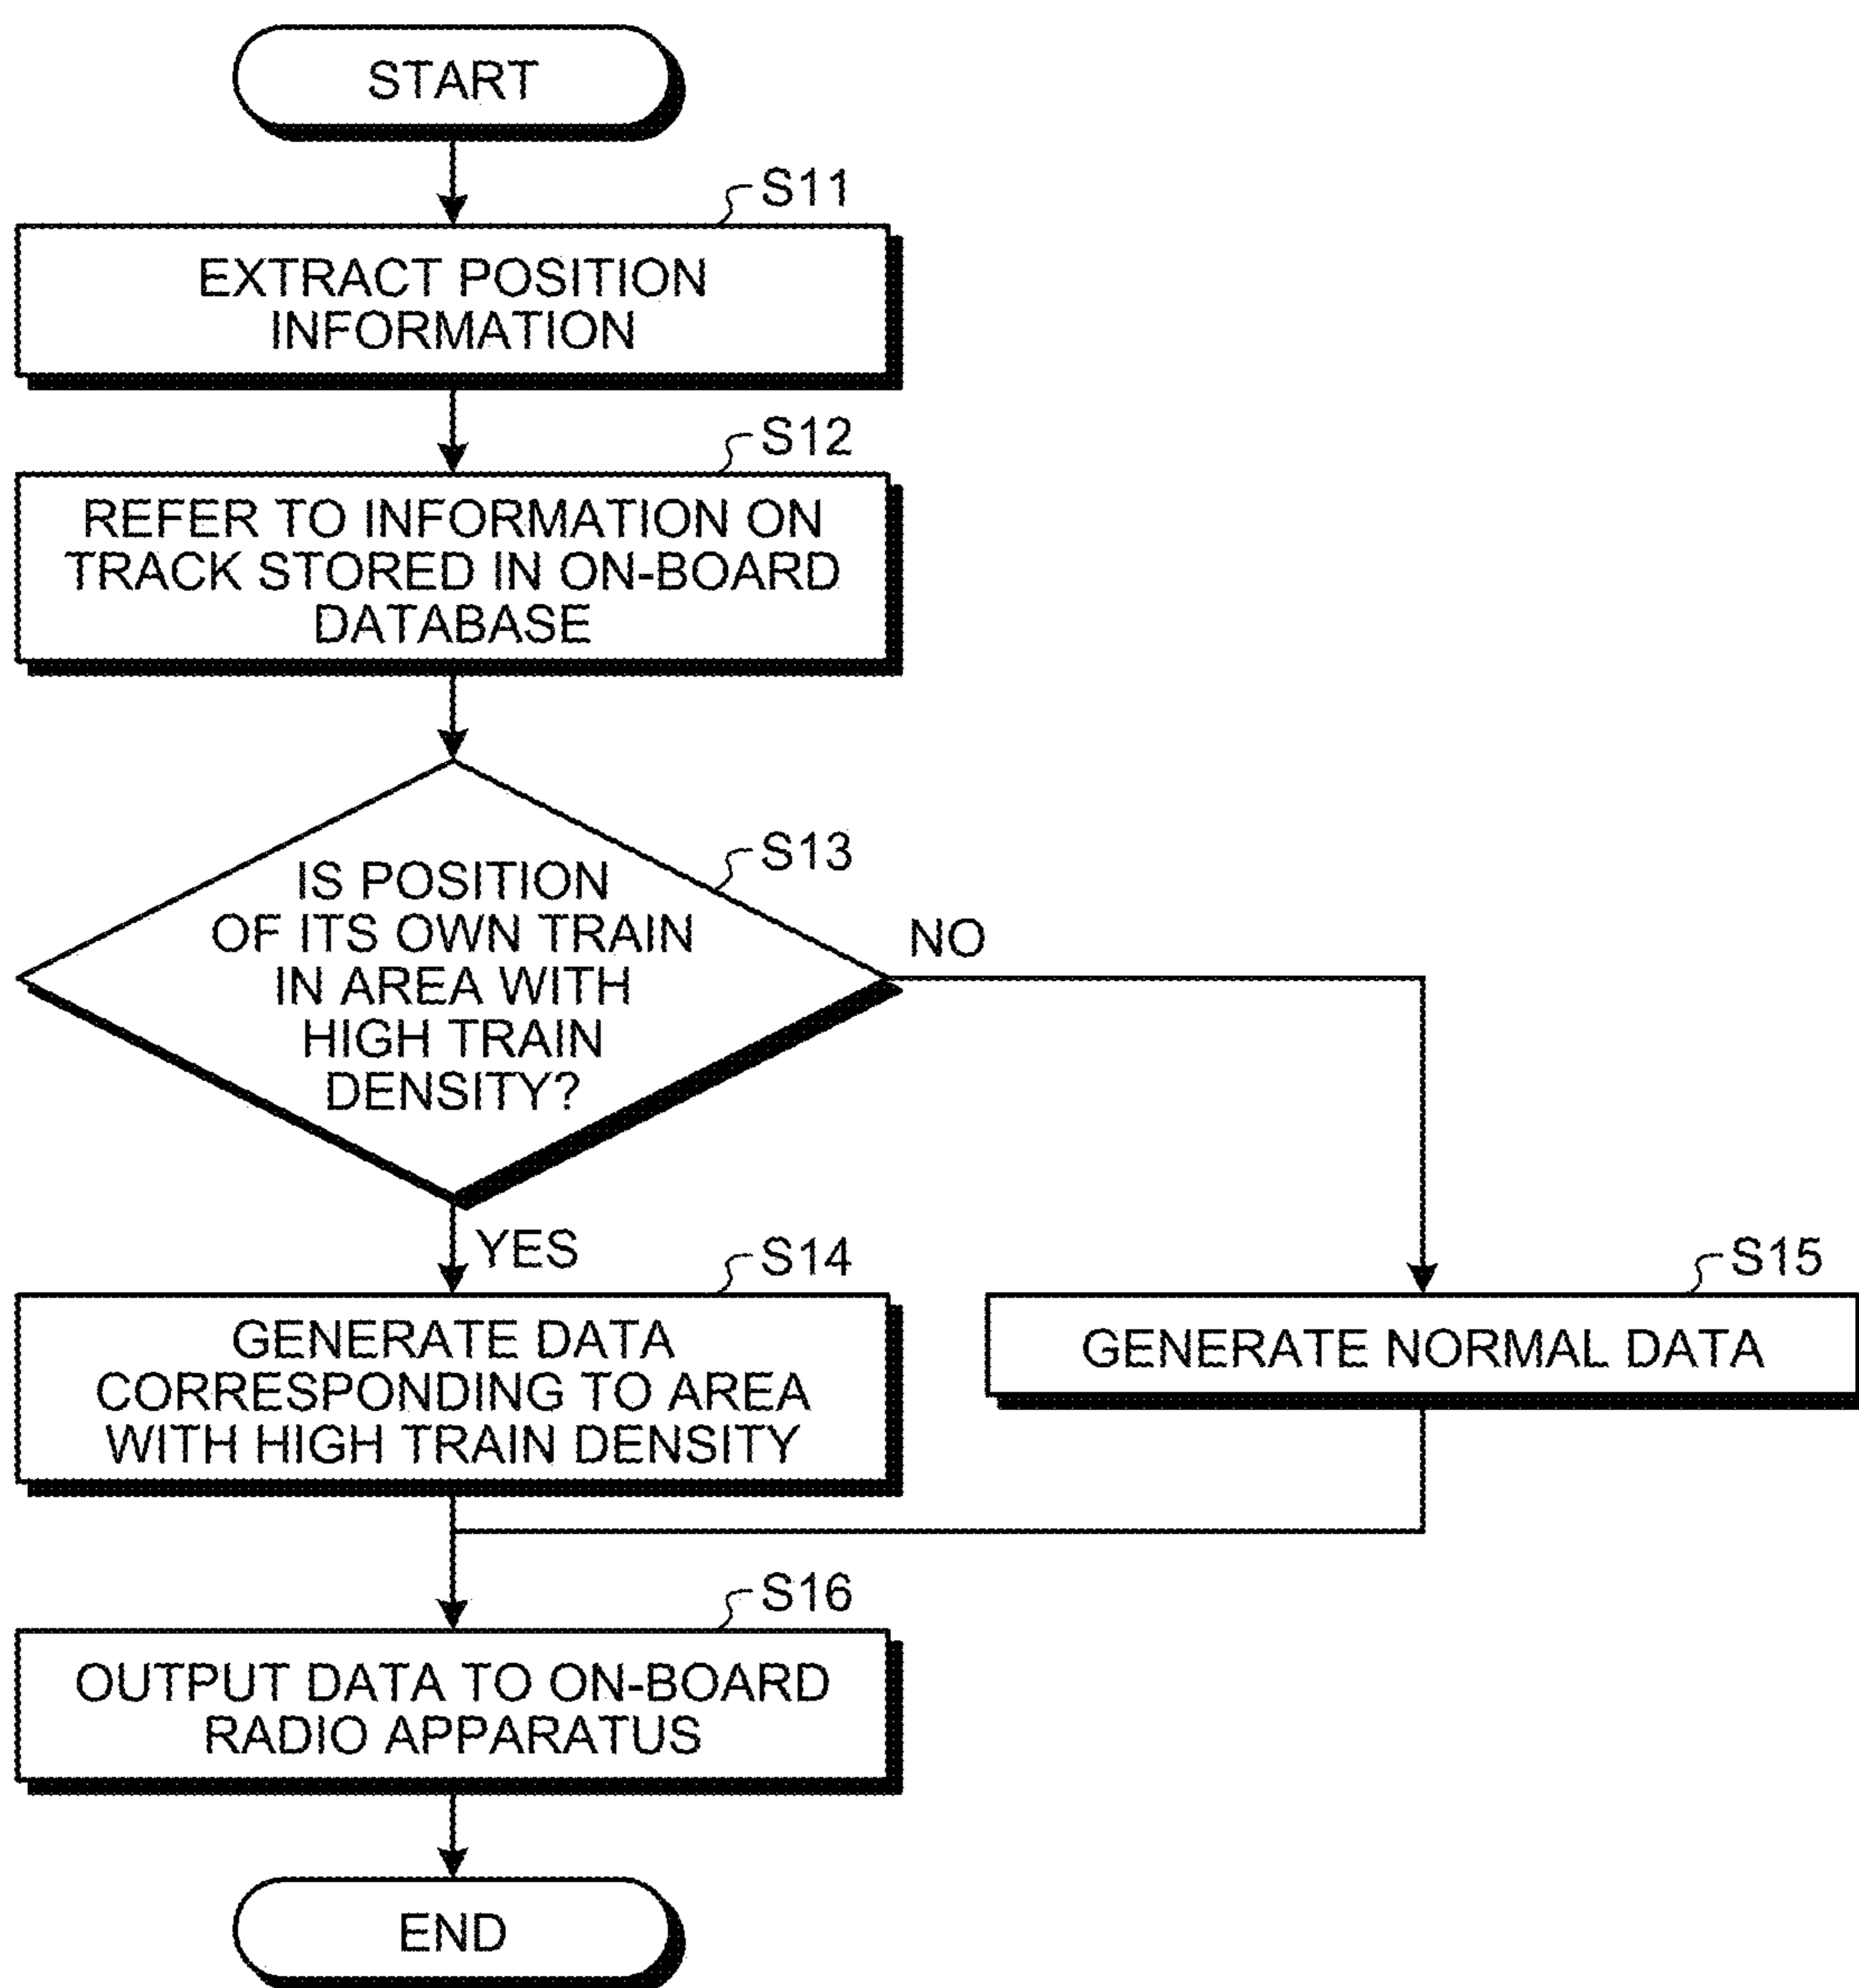 START
S11
EXTRACT POSITION
INFORMATION
S12
REFER TO INFORMATION ON
TRACK STORED IN ON-BOARD
DATABASE
S13
IS POSITION
OF ITS OWN TRAIN
IN AREA WITH
HIGH TRAIN
DENSITY?
NO
YES
S14
GENERATE DATA
CORRESPONDING TO AREA
WITH HIGH TRAIN DENSITY
S15
GENERATE NORMAL DATA
S16
OUTPUT DATA TO ON-BOARD
RADIO APPARATUS
END